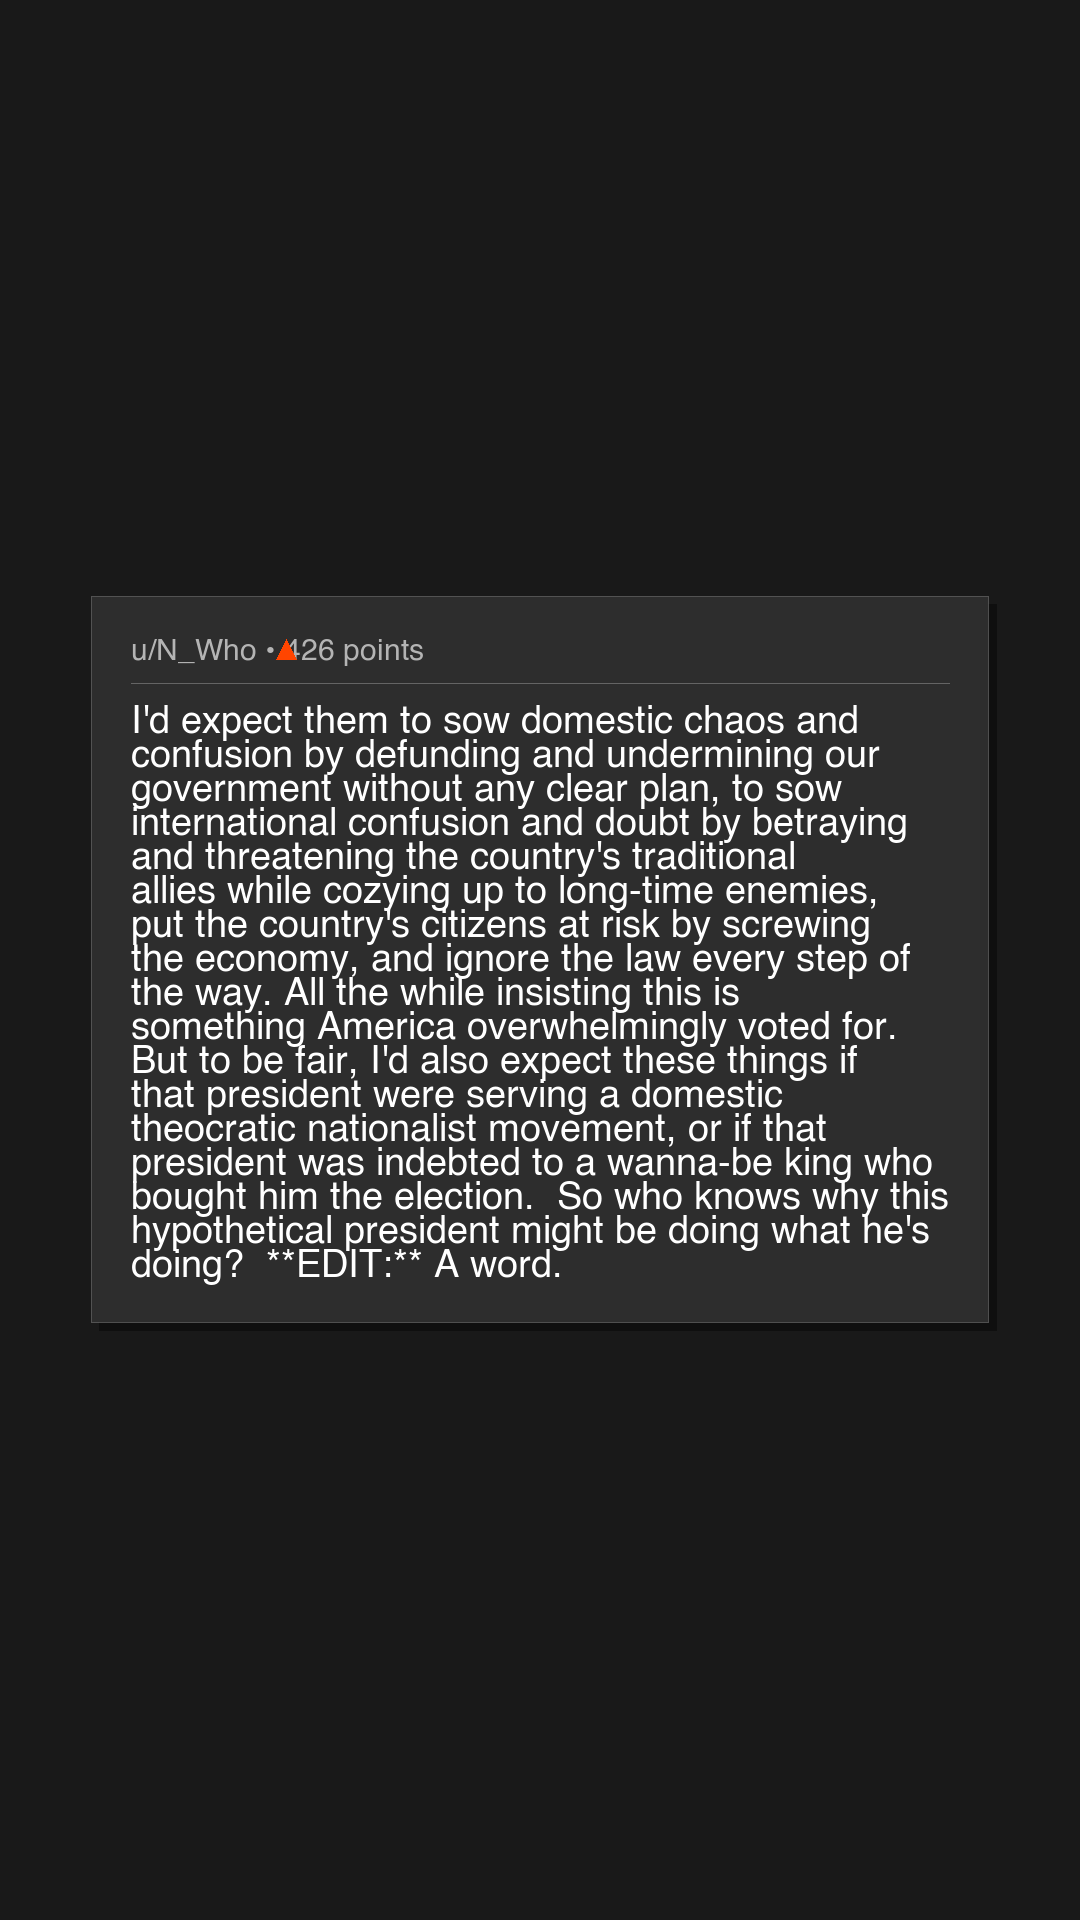 u/N_Who • 426 points
I'd expect them to sow domestic chaos and
confusion by defunding and undermining our
government without any clear plan, to sow
international confusion and doubt by betraying
and threatening the country's traditional
allies while cozying up to long-time enemies,
put the country's citizens at risk by screwing
the economy, and ignore the law every step of
the way. All the while insisting this is
something America overwhelmingly voted for.
But to be fair, I'd also expect these things if
that president were serving a domestic
theocratic nationalist movement, or if that
president was indebted to a wanna-be king who
bought him the election.  So who knows why this
hypothetical president might be doing what he's
doing?  **EDIT:** A word.